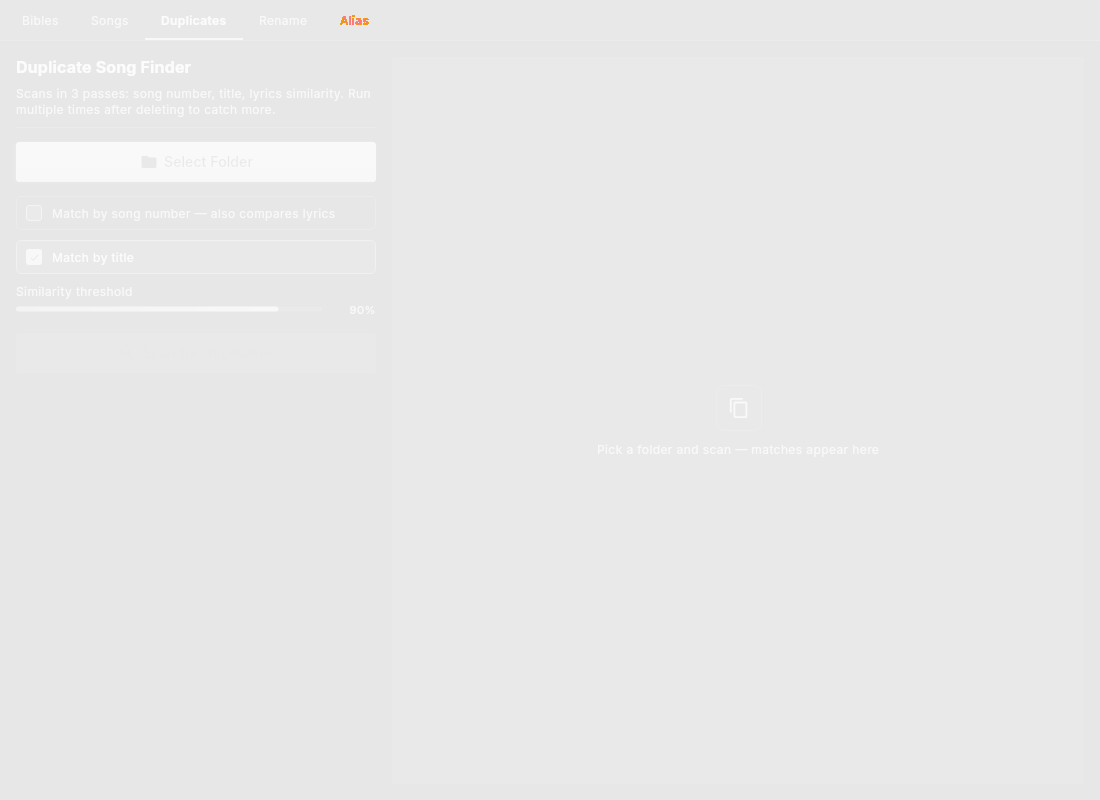 Bibles Songs Duplicates Rename Alias
Duplicate Song Finder
Scans in 3 passes: song number, title, lyrics similarity. Run
multiple times after deleting to catch more.
Select Folder
Match by song number — also compares lyrics
Match by title
Similarity threshold
90%
Pick a folder and scan — matches appear here